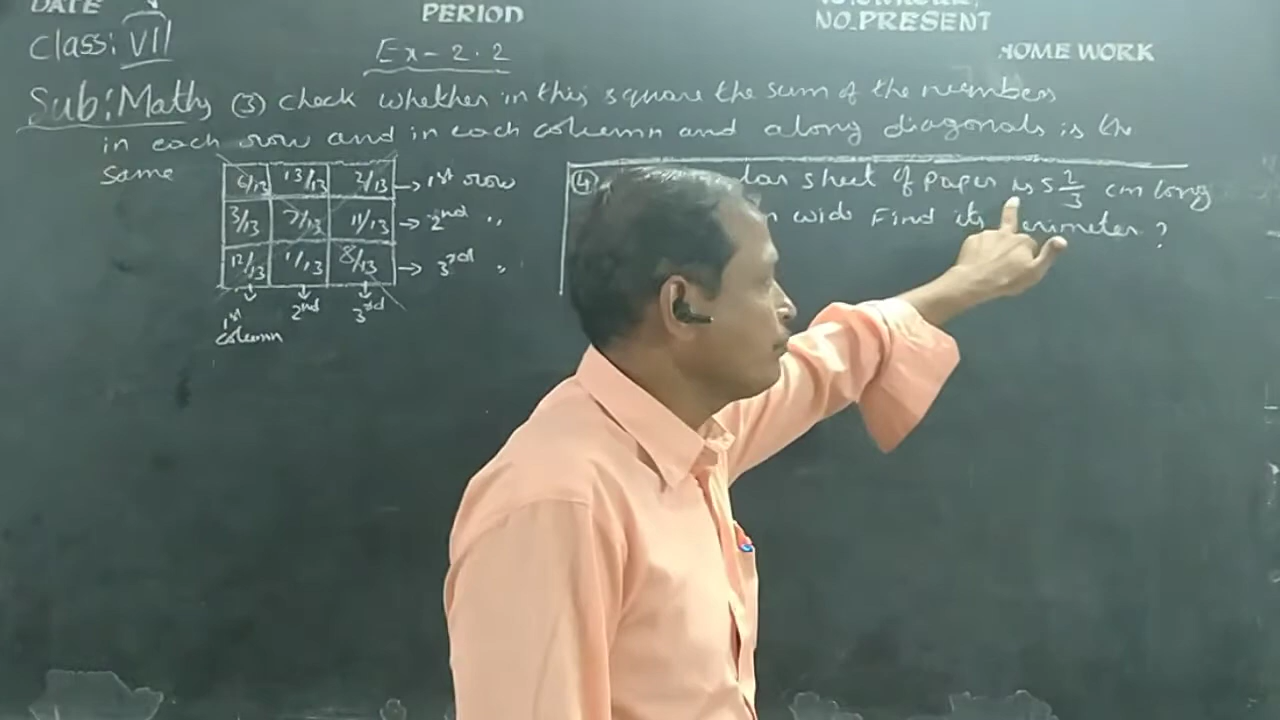 DATE
PERIOD
NO.PRESENT
HOME WORK
Class: VII
Ex-2.2
Sub: Maths (3) check whether in this square the sum of the numbers
in each row and in each column and along diagonals is the
same
6/13 13/13 2/13 → 1st row
3/13 7/13 11/13 → 2nd "
12/13 1/13 8/13 → 3rd "
1st 2nd 3rd
column
(4) lar sheet of Paper is 5 2/3 cm long
wide Find its Perimeter ?